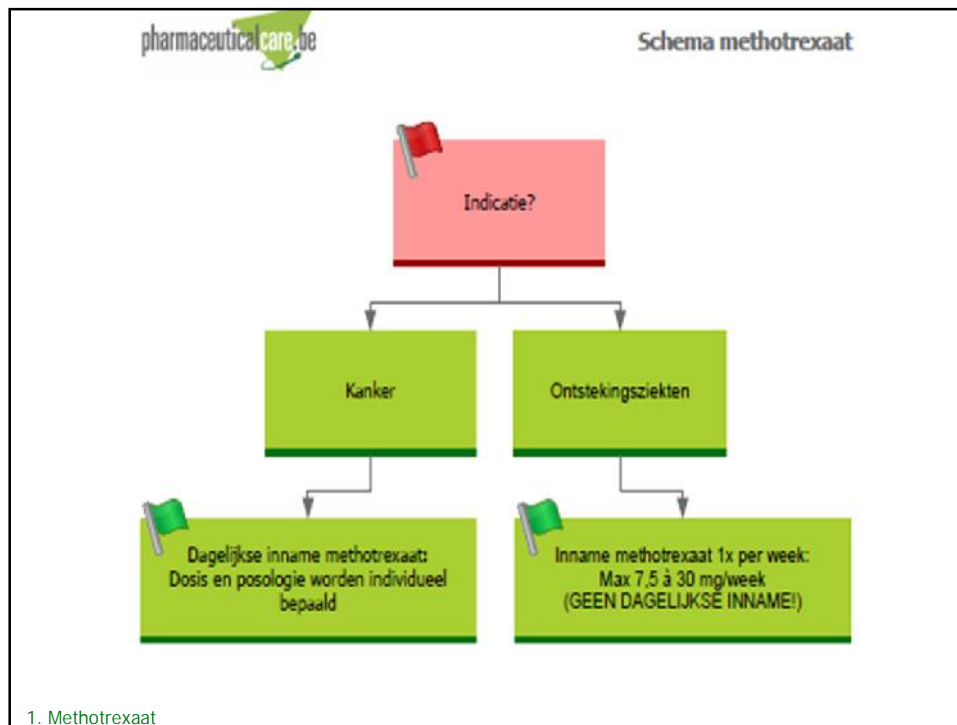 pharmaceuticalcare.be
Schema methotrexaat
Indicatie?
Kanker
Ontstekingsziekten
Dagelijkse inname methotrexaat:
Dosis en posologie worden individueel
bepaald
Inname methotrexaat 1x per week:
Max 7,5 à 30 mg/week
(GEEN DAGELIJKSE INNAME!)
1. Methotrexaat